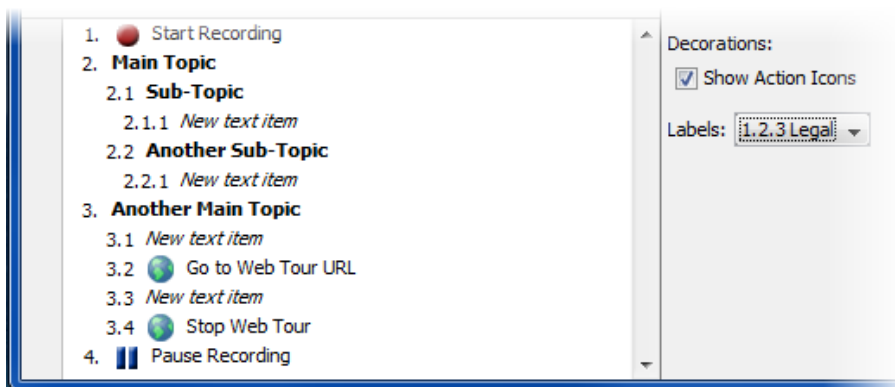 1. Start Recording
2. Main Topic
2.1 Sub-Topic
2.1.1 New text item
2.2 Another Sub-Topic
2.2.1 New text item
3. Another Main Topic
3.1 New text item
3.2 Go to Web Tour URL
3.3 New text item
3.4 Stop Web Tour
4. Pause Recording
Decorations:
Show Action Icons
Labels: 1.2.3 Legal